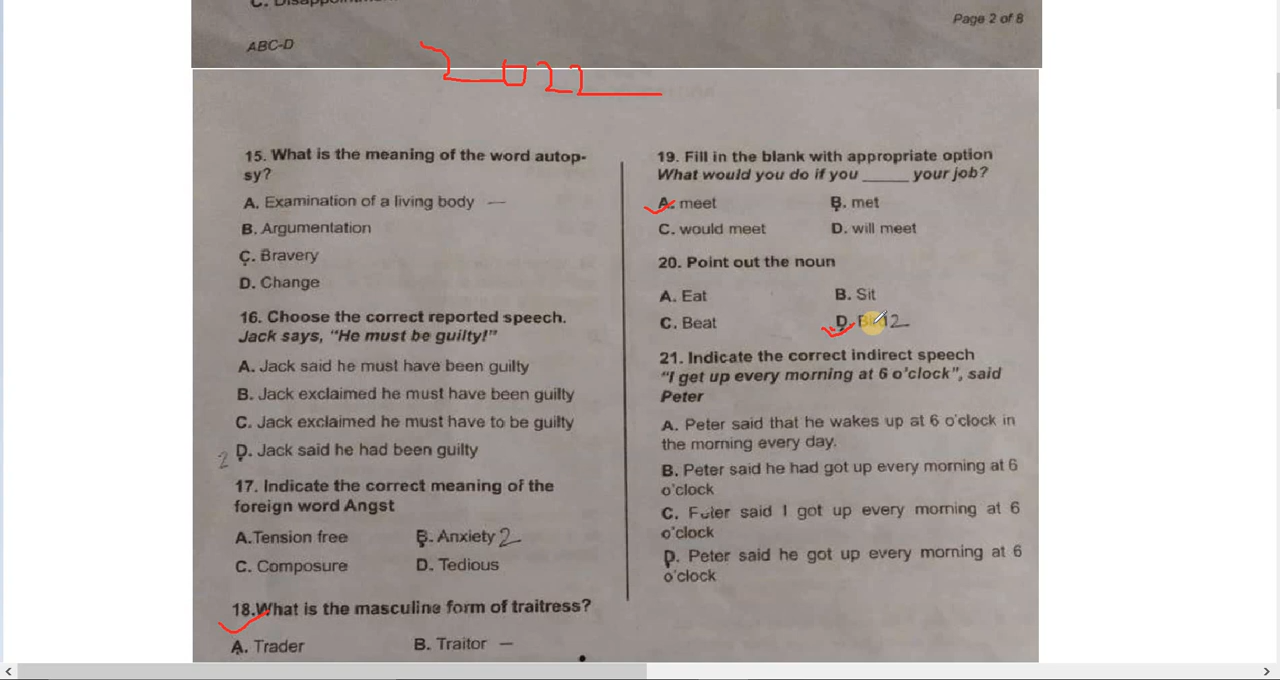 Page 2 of 8
ABC-D
2022
15. What is the meaning of the word autop-
sy?
A. Examination of a living body —
B. Argumentation
C. Bravery
D. Change
16. Choose the correct reported speech.
Jack says, "He must be guilty!"
A. Jack said he must have been guilty
B. Jack exclaimed he must have been guilty
C. Jack exclaimed he must have to be guilty
2 D. Jack said he had been guilty
17. Indicate the correct meaning of the
foreign word Angst
A.Tension free
B. Anxiety 2
C. Composure
D. Tedious
18.What is the masculine form of traitress?
A. Trader
B. Traitor —
19. Fill in the blank with appropriate option
What would you do if you _____ your job?
A. meet
B. met
C. would meet
D. will meet
20. Point out the noun
A. Eat
B. Sit
C. Beat
D. 2
21. Indicate the correct indirect speech
"I get up every morning at 6 o'clock", said
Peter
A. Peter said that he wakes up at 6 o'clock in
the morning every day.
B. Peter said he had got up every morning at 6
o'clock
C. said I got up every morning at 6
o'clock
D. Peter said he got up every morning at 6
o'clock